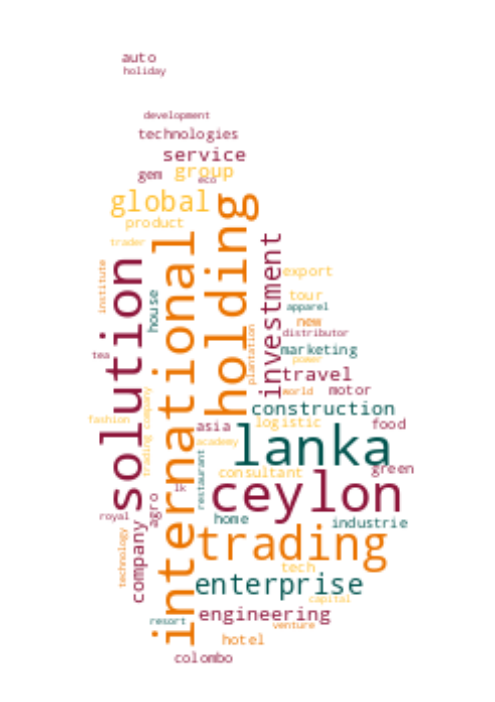 auto
holiday
development
technologies
service
gem
group
eco
global
product
trader
holding
international
solution
investment
institute
house
export
tour
apparel
new
distributor
plantation
marketing
tea
power
travel
world
motor
fashion
trading company
construction
asia
logistic
food
academy
lanka
restaurant
consultant
green
lk
ceylon
royal
agro
home
industrie
technology
company
trading
tech
enterprise
capital
resort
engineering
venture
hotel
colombo